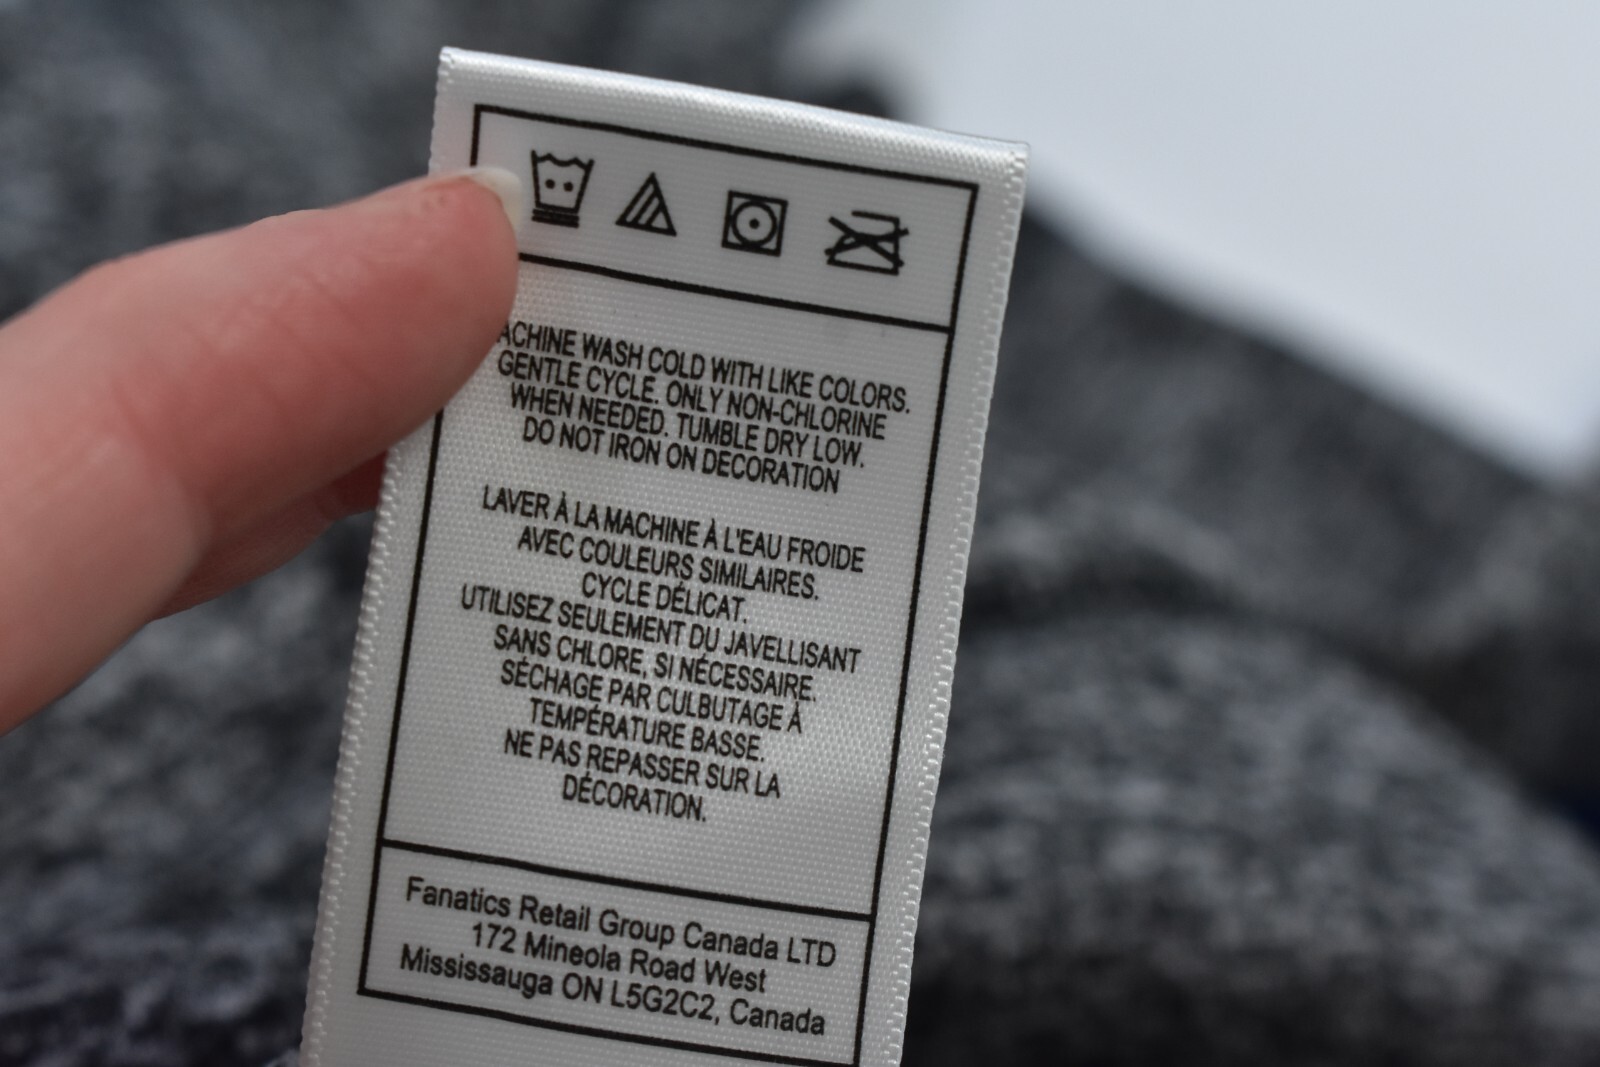 ACHINE WASH COLD WITH LIKE COLORS.
GENTLE CYCLE. ONLY NON-CHLORINE
WHEN NEEDED. TUMBLE DRY LOW.
DO NOT IRON ON DECORATION
LAVER À LA MACHINE À L'EAU FROIDE
AVEC COULEURS SIMILAIRES.
CYCLE DÉLICAT.
UTILISEZ SEULEMENT DU JAVELLISANT
SANS CHLORE, SI NÉCESSAIRE.
SÉCHAGE PAR CULBUTAGE À
TEMPÉRATURE BASSE.
NE PAS REPASSER SUR LA
DÉCORATION.
Fanatics Retail Group Canada LTD
172 Mineola Road West
Mississauga ON L5G2C2, Canada